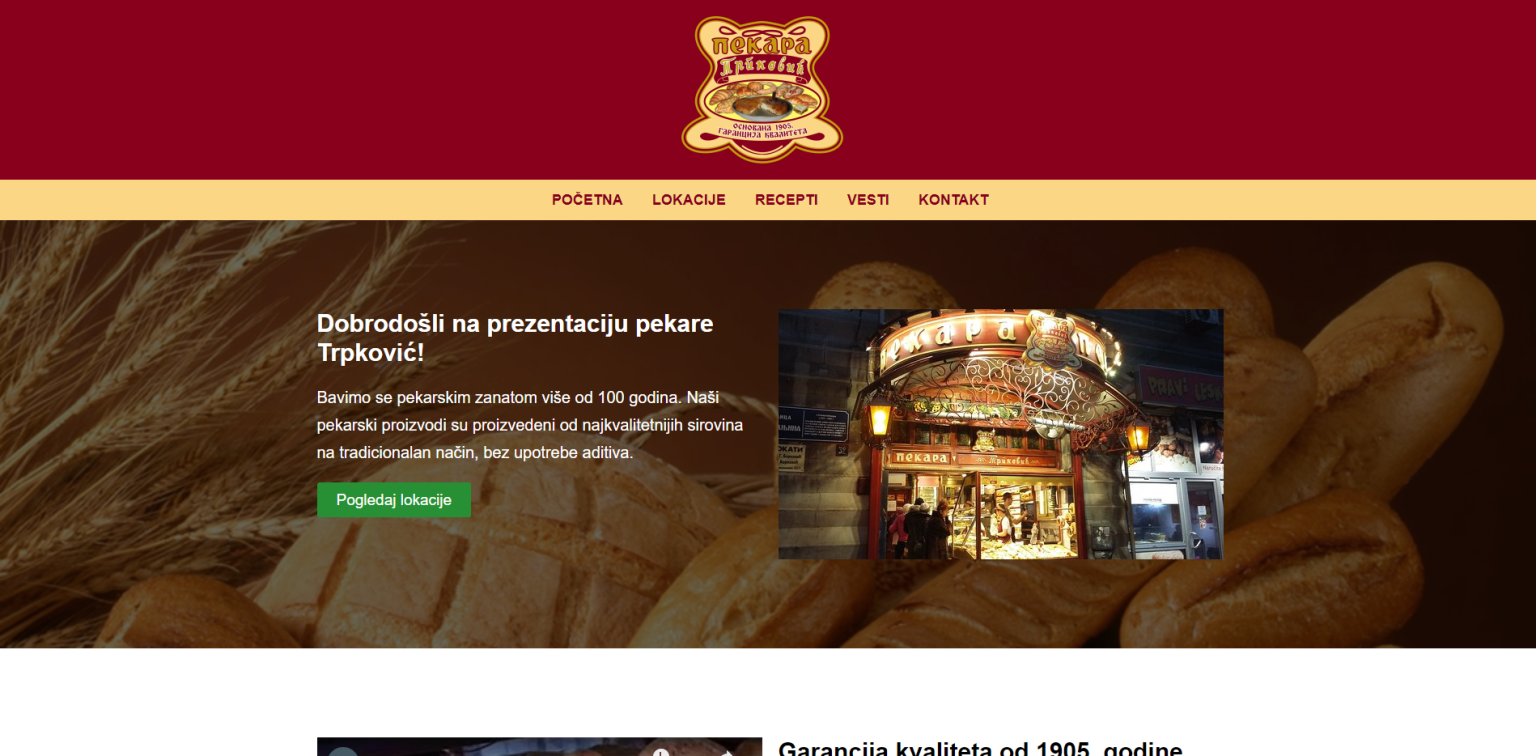 ПЕКАРА
Трпковић
ОСНОВАНА 1905.
ГАРАНЦИЈА КВАЛИТЕТА
POČETNA LOKACIJE RECEPTI VESTI KONTAKT
Dobrodošli na prezentaciju pekare
Trpković!
Bavimo se pekarskim zanatom više od 100 godina. Naši
pekarski proizvodi su proizvedeni od najkvalitetnijih sirovina
na tradicionalan način, bez upotrebe aditiva.
Pogledaj lokacije
пекара
пекара Трпковић
Garancija kvaliteta od 1905. godine